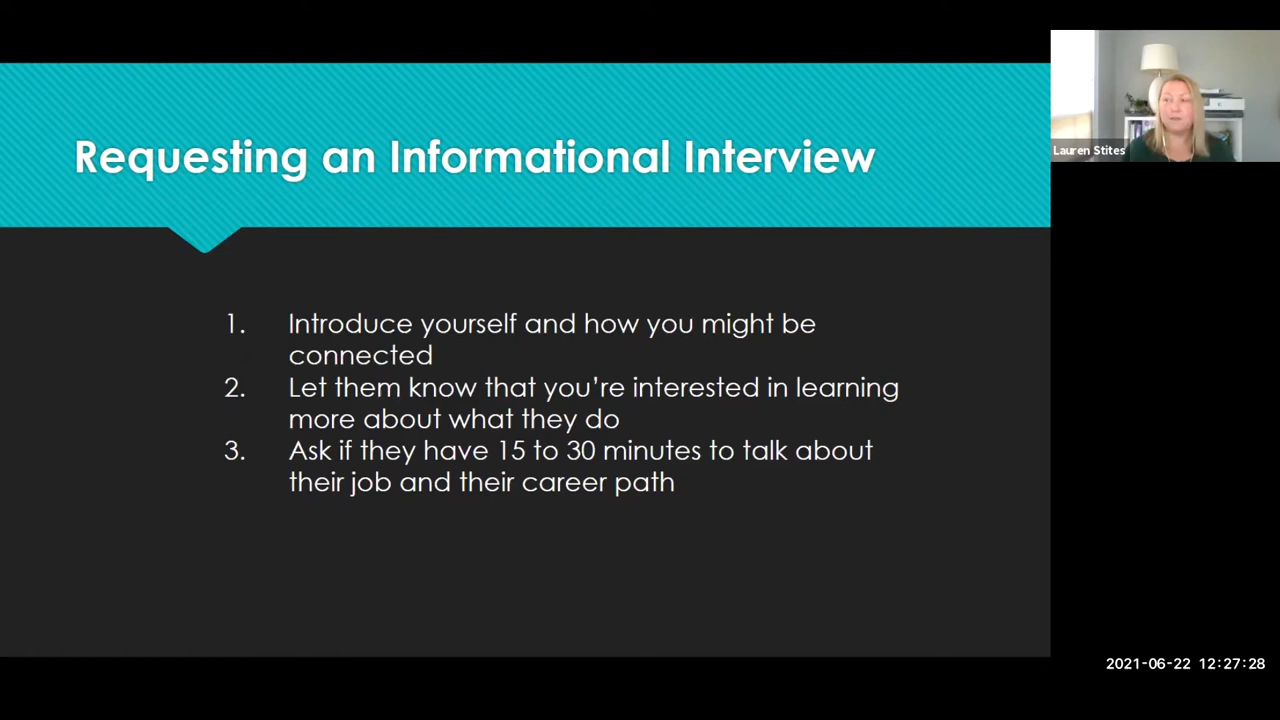 Requesting an Informational Interview
Lauren Stites
1. Introduce yourself and how you might be
connected
2. Let them know that you’re interested in learning
more about what they do
3. Ask if they have 15 to 30 minutes to talk about
their job and their career path
2021-06-22 12:27:28